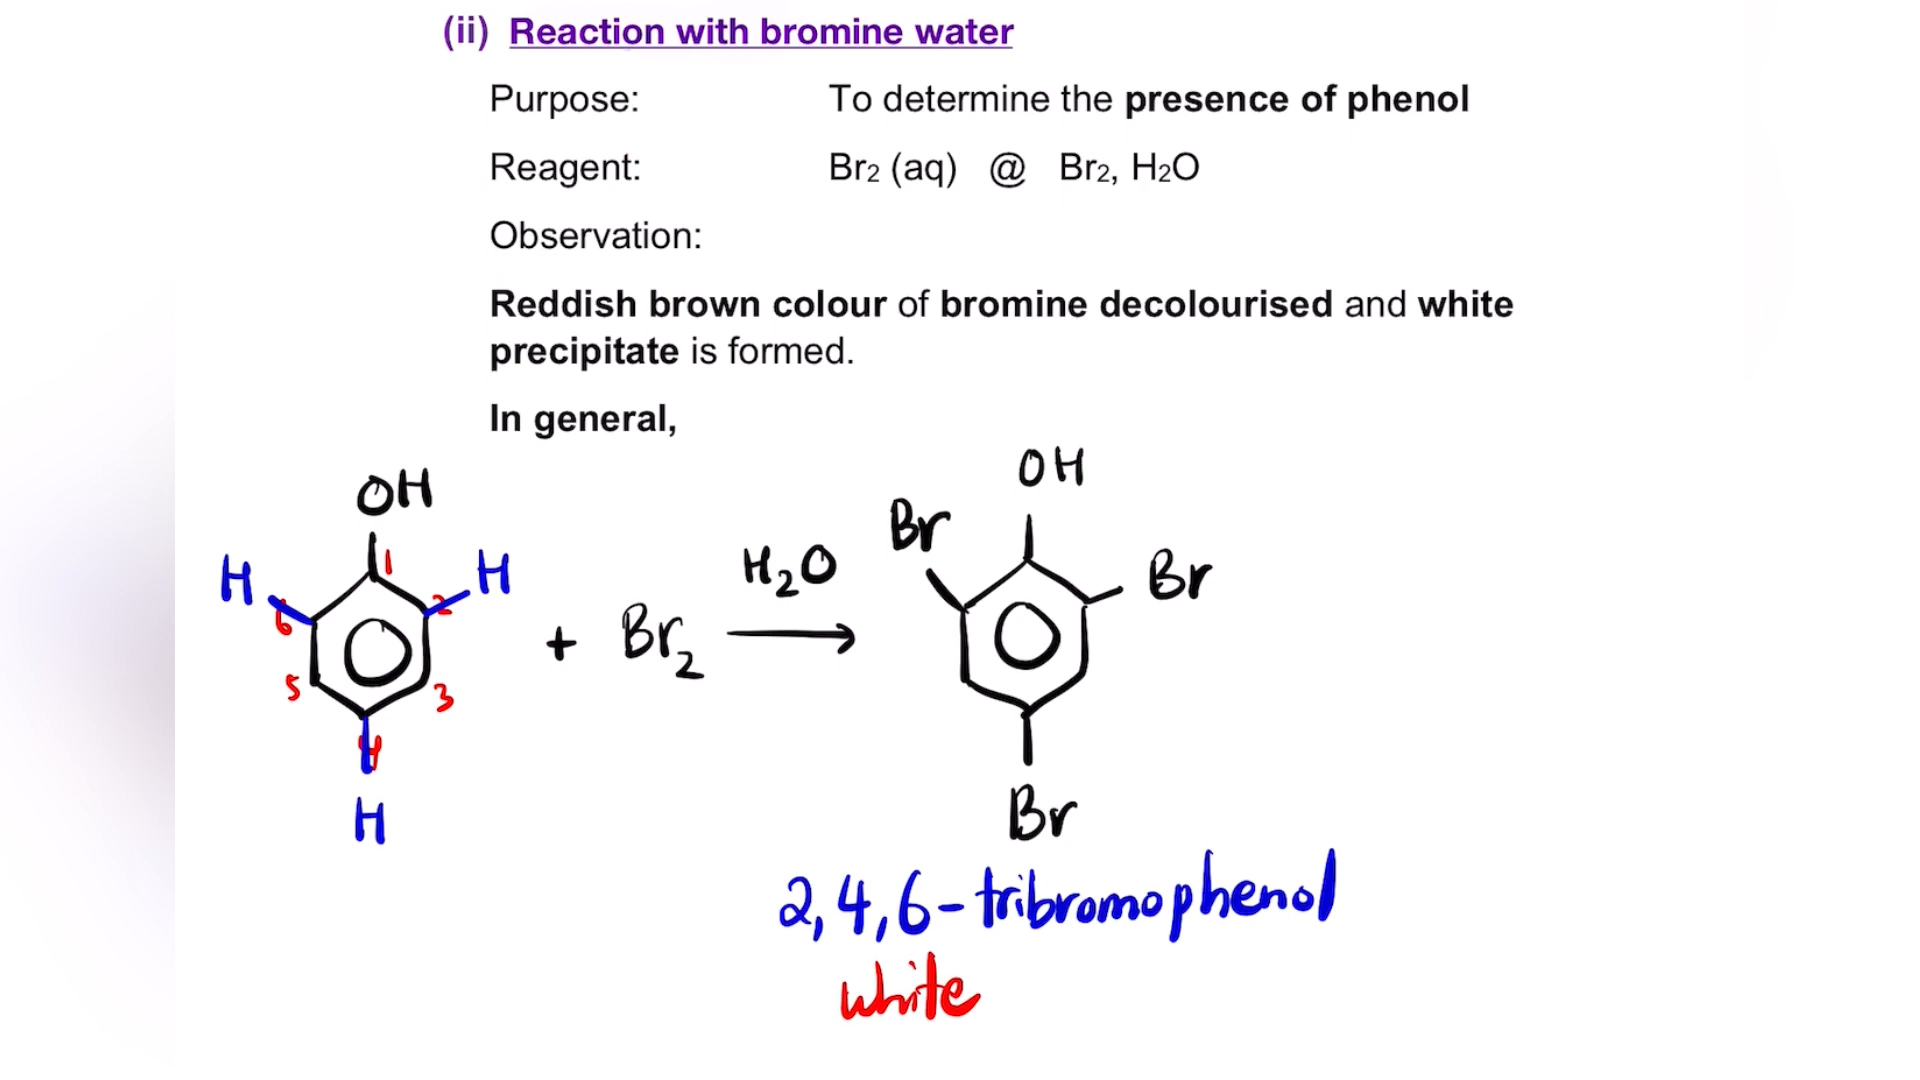 (ii) Reaction with bromine water
Purpose: To determine the presence of phenol
Reagent: Br2 (aq) @ Br2, H2O
Observation:
Reddish brown colour of bromine decolourised and white
precipitate is formed.
In general,
OH
H
1
H
6
2
5
3
4
H
+ Br2
H2O
OH
Br
Br
Br
2,4,6-tribromophenol
white